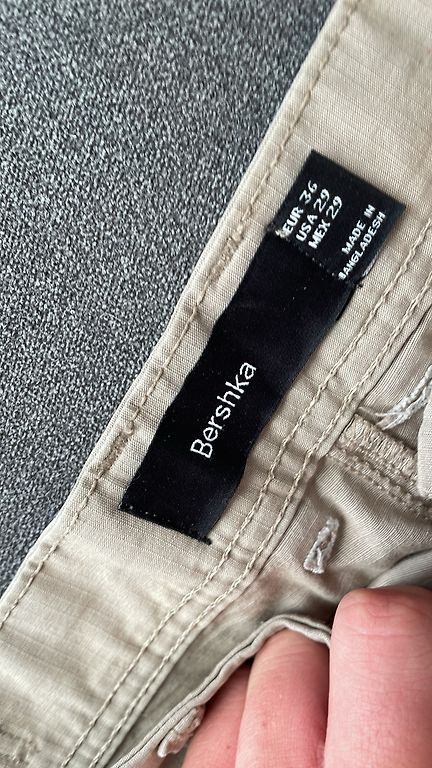 EUR 36
USA 29
MEX 29
MADE IN
BANGLADESH
Bershka